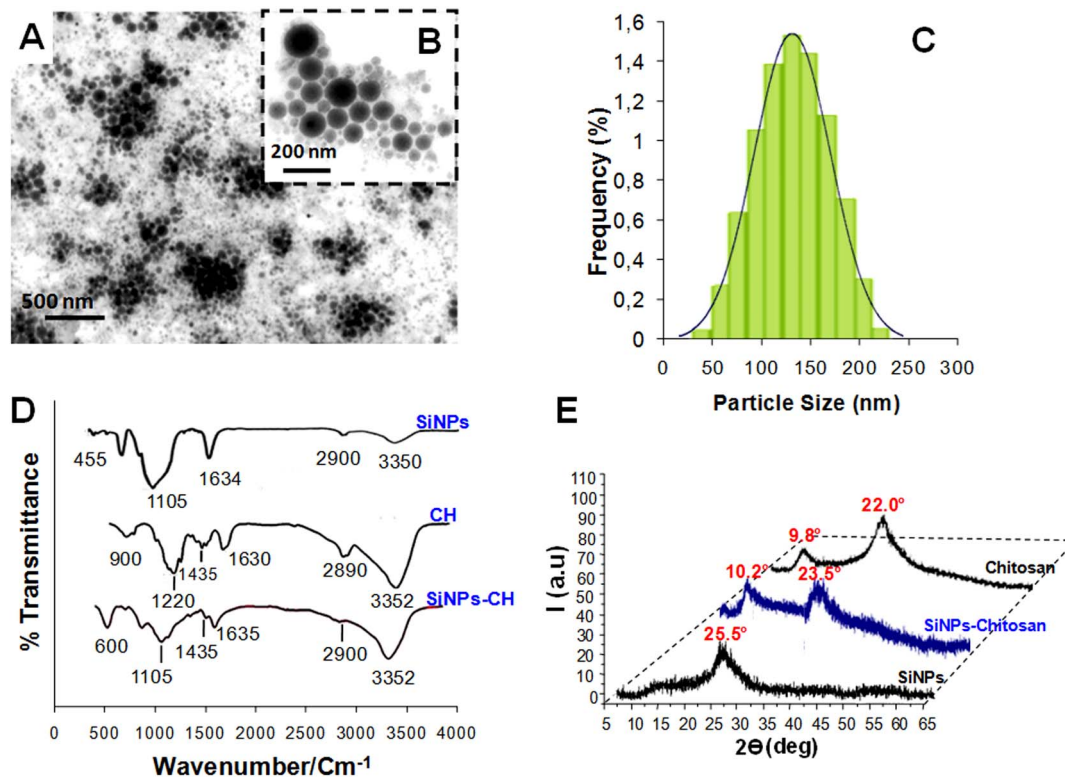 A
B
200 nm
500 nm
C
Frequency (%)
1,6
1,4
1,2
1
0,8
0,6
0,4
0,2
0
0 50 100 150 200 250 300
Particle Size (nm)
D
% Transmittance
SiNPs
455
1105
1634
2900
3350
CH
900
1220
1435
1630
2890
3352
SiNPs-CH
600
1105
1435
1635
2900
3352
0 500 1000 1500 2000 2500 3000 3500 4000
Wavenumber/Cm-1
E
I (a.u)
110
100
90
80
70
60
50
40
30
20
10
0
22.0°
9.8°
Chitosan
10.2°
23.5°
SiNPs-Chitosan
25.5°
SiNPs
5 10 15 20 25 30 35 40 45 50 55 60 65
2Θ(deg)